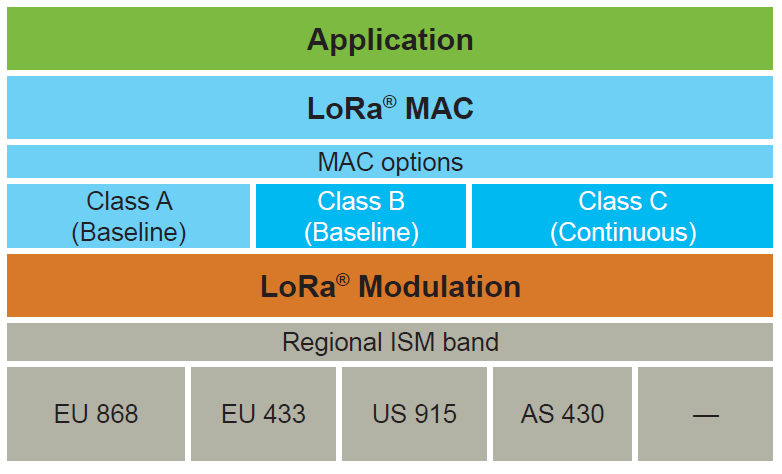 Application
LoRa® MAC
MAC options
Class A
(Baseline)
Class B
(Baseline)
Class C
(Continuous)
LoRa® Modulation
Regional ISM band
EU 868
EU 433
US 915
AS 430
—